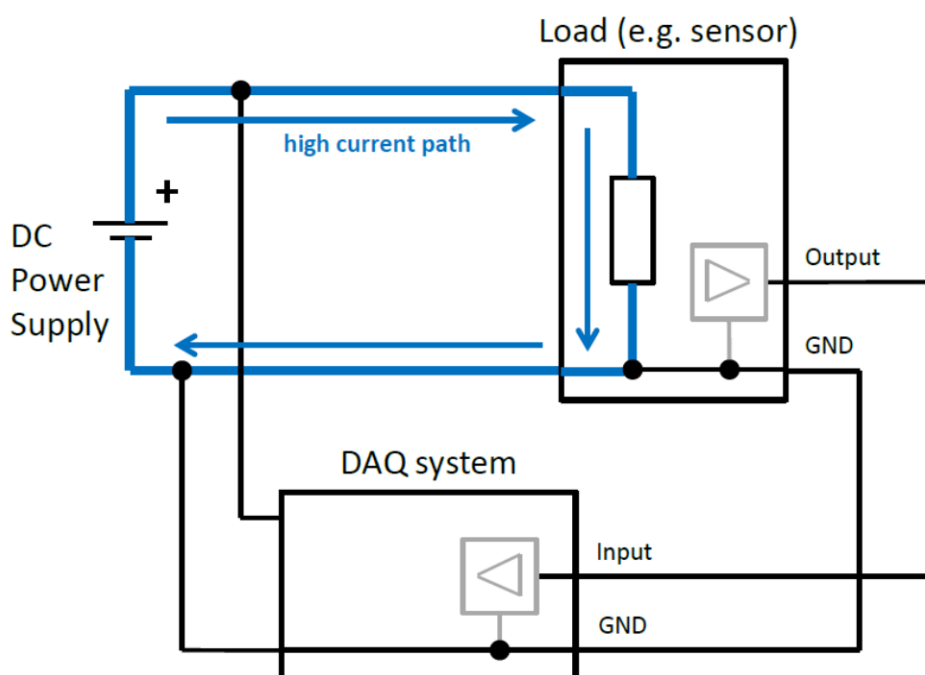 Load (e.g. sensor)
high current path
+
DC
Power
Supply
Output
GND
DAQ system
Input
GND